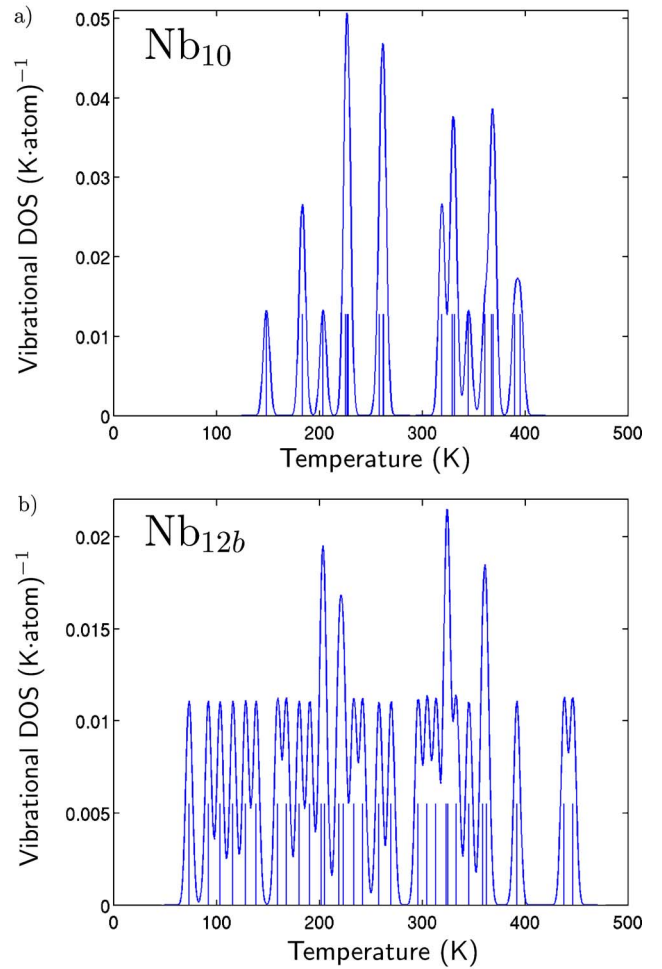 a)
Nb10
Vibrational DOS (K·atom)−1
0.05
0.04
0.03
0.02
0.01
0
0 100 200 300 400 500
Temperature (K)
b)
Nb12b
Vibrational DOS (K·atom)−1
0.02
0.015
0.01
0.005
0
0 100 200 300 400 500
Temperature (K)